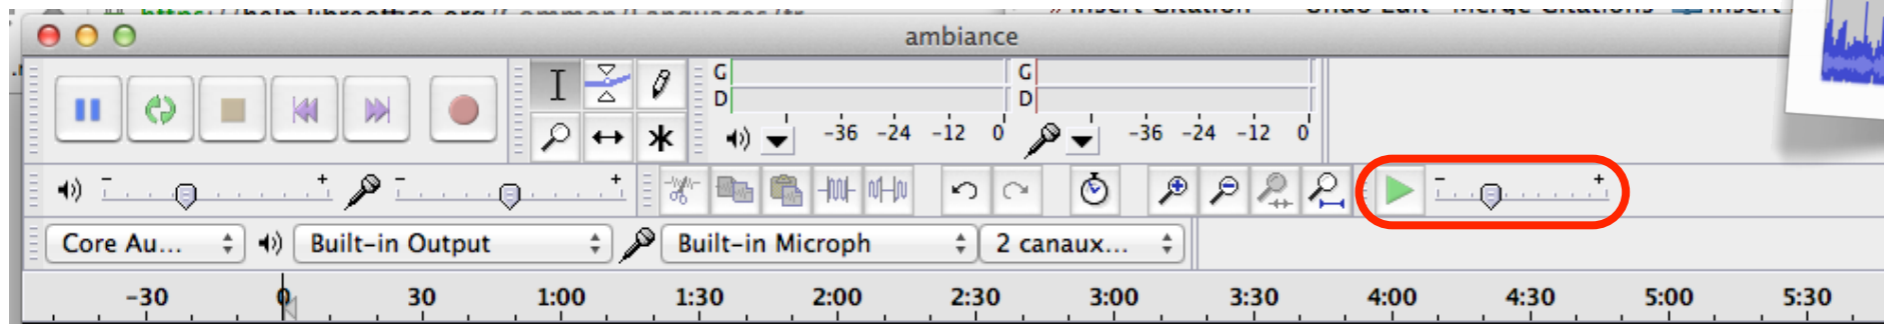 ambiance
G
D
G
D
-36 -24 -12 0
-36 -24 -12 0
- +
- +
- +
Core Au...
Built-in Output
Built-in Microph
2 canaux...
-30 0 30 1:00 1:30 2:00 2:30 3:00 3:30 4:00 4:30 5:00 5:30